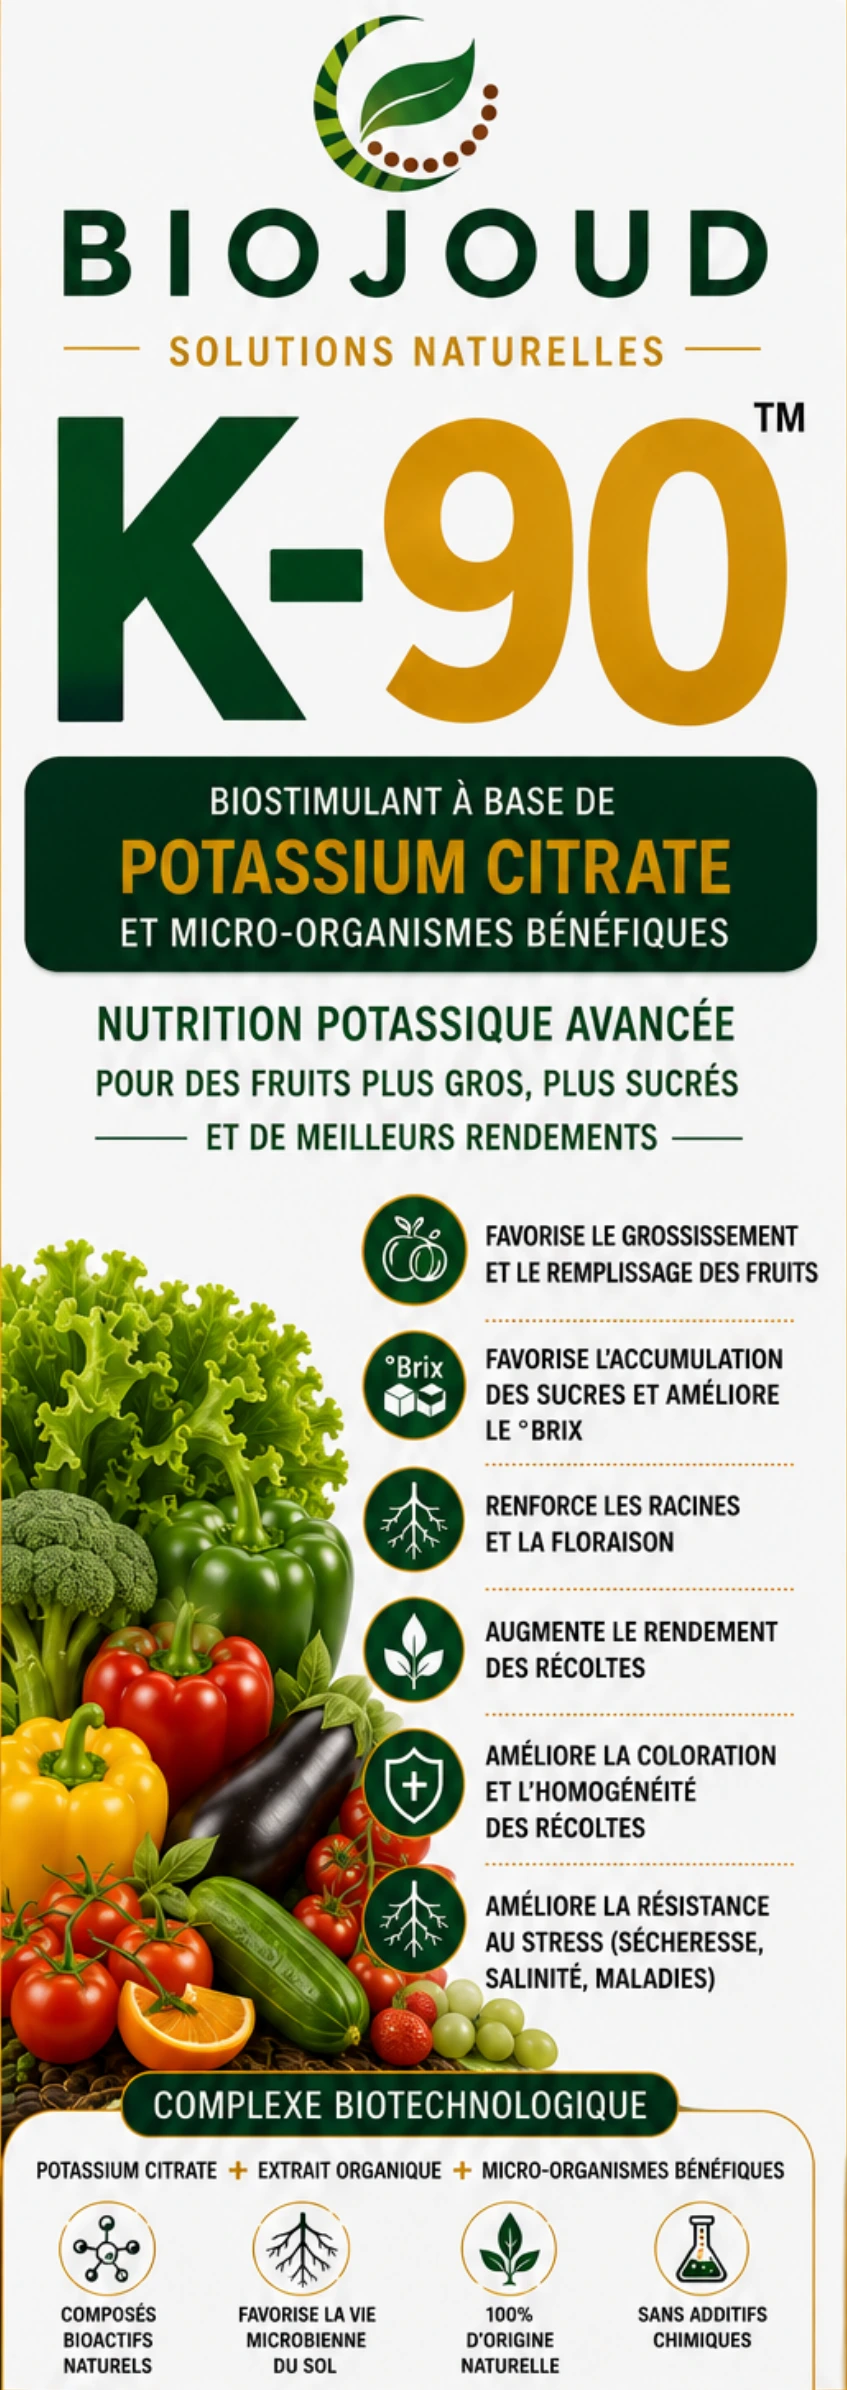 BIOJOUD
SOLUTIONS NATURELLES
K-90™
BIOSTIMULANT À BASE DE
POTASSIUM CITRATE
ET MICRO-ORGANISMES BÉNÉFIQUES
NUTRITION POTASSIQUE AVANCÉE
POUR DES FRUITS PLUS GROS, PLUS SUCRÉS
ET DE MEILLEURS RENDEMENTS
FAVORISE LE GROSSISSEMENT
ET LE REMPLISSAGE DES FRUITS
°Brix
FAVORISE L'ACCUMULATION
DES SUCRES ET AMÉLIORE
LE °BRIX
RENFORCE LES RACINES
ET LA FLORAISON
AUGMENTE LE RENDEMENT
DES RÉCOLTES
AMÉLIORE LA COLORATION
ET L'HOMOGÉNÉITÉ
DES RÉCOLTES
AMÉLIORE LA RÉSISTANCE
AU STRESS (SÉCHERESSE,
SALINITÉ, MALADIES)
COMPLEXE BIOTECHNOLOGIQUE
POTASSIUM CITRATE + EXTRAIT ORGANIQUE + MICRO-ORGANISMES BÉNÉFIQUES
COMPOSÉS
BIOACTIFS
NATURELS
FAVORISE LA VIE
MICROBIENNE
DU SOL
100%
D'ORIGINE
NATURELLE
SANS ADDITIFS
CHIMIQUES